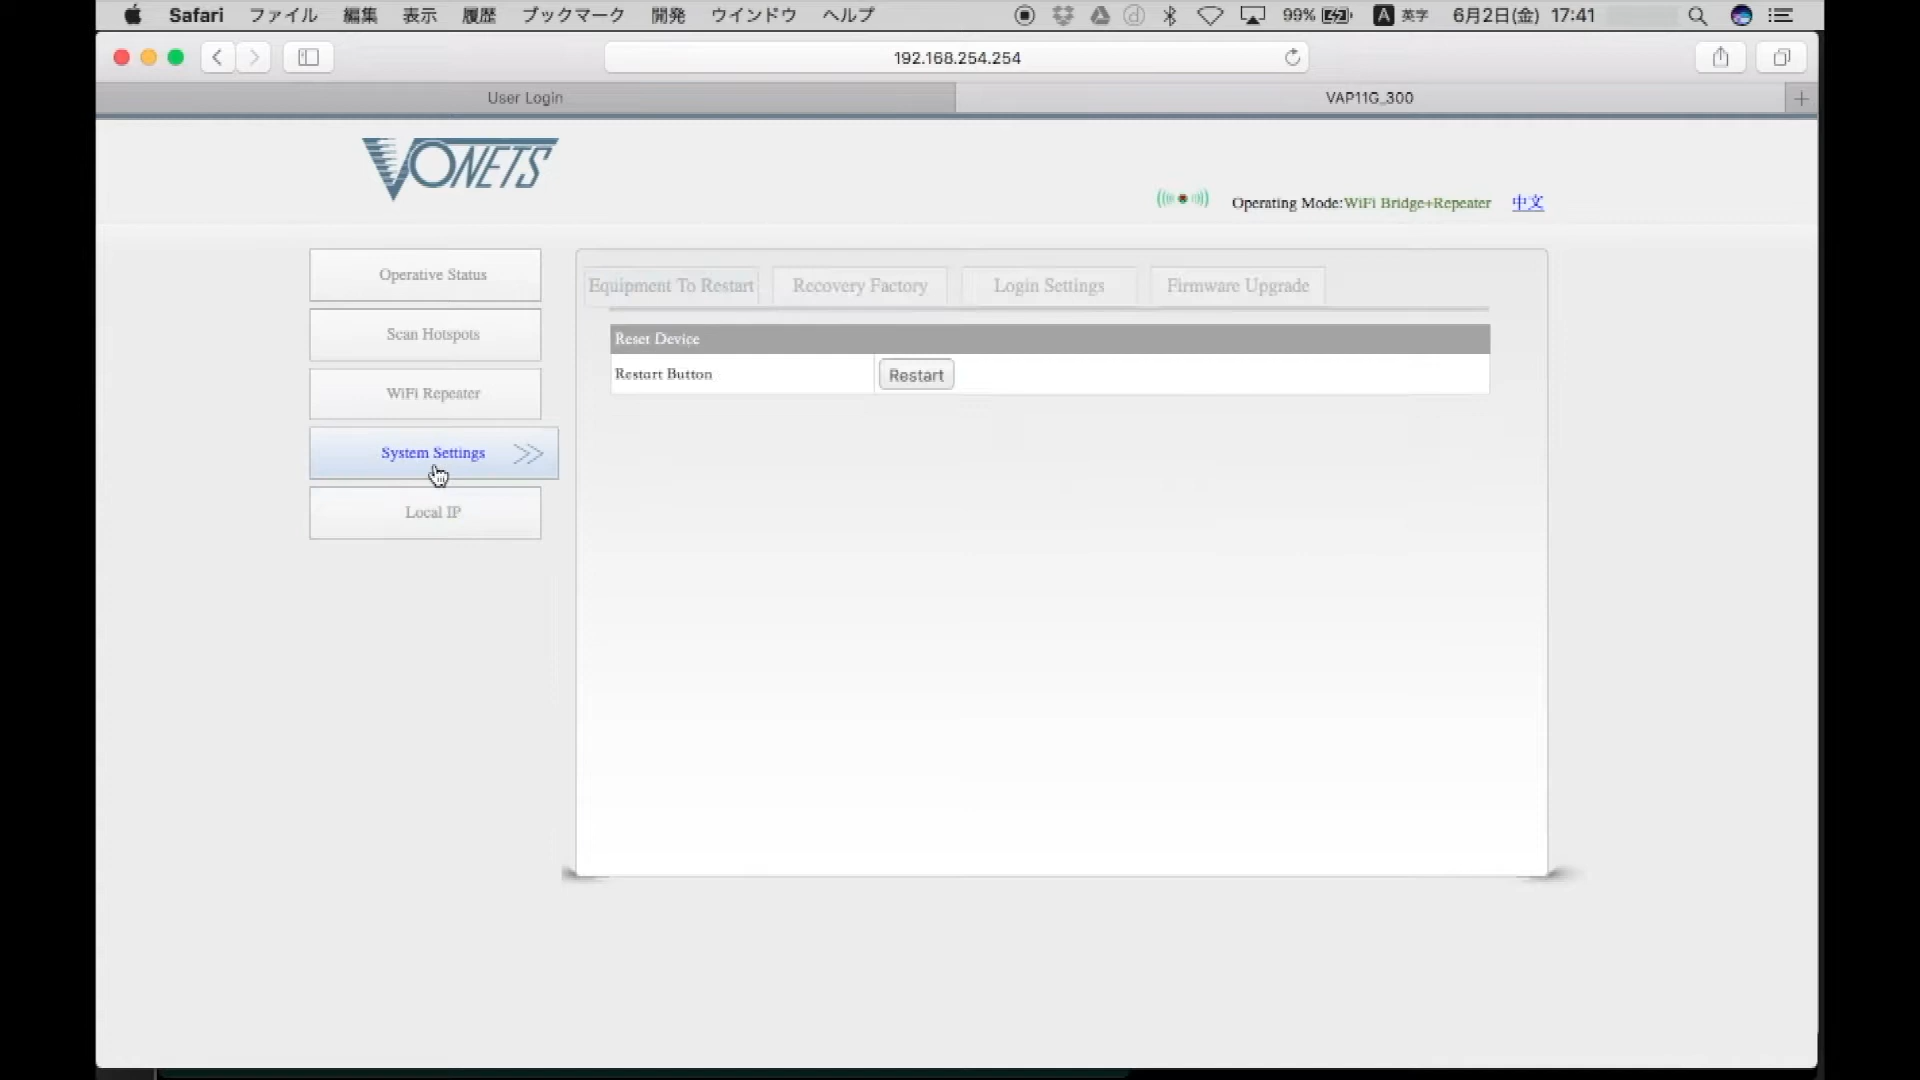 Safari ファイル 編集 表示 履歴 ブックマーク 開発 ウインドウ ヘルプ 99% A 英字 6月2日(金) 17:41
192.168.254.254
User Login VAP11G_300
VONETS
Operating Mode:WiFi Bridge+Repeater 中文
Operative Status
Scan Hotspots
WiFi Repeater
System Settings
Local IP
Equipment To Restart Recovery Factory Login Settings Firmware Upgrade
Reset Device
Restart Button Restart